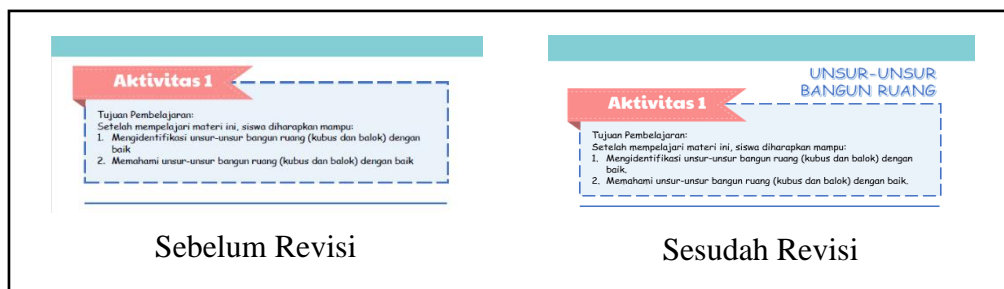 Aktivitas 1
Tujuan Pembelajaran:
Setelah mempelajari materi ini, siswa diharapkan mampu:
1. Mengidentifikasi unsur-unsur bangun ruang (kubus dan balok) dengan
baik
2. Memahami unsur-unsur bangun ruang (kubus dan balok) dengan baik
Sebelum Revisi
UNSUR-UNSUR
BANGUN RUANG
Aktivitas 1
Tujuan Pembelajaran:
Setelah mempelajari materi ini, siswa diharapkan mampu:
1. Mengidentifikasi unsur-unsur bangun ruang (kubus dan balok) dengan
baik.
2. Memahami unsur-unsur bangun ruang (kubus dan balok) dengan baik.
Sesudah Revisi